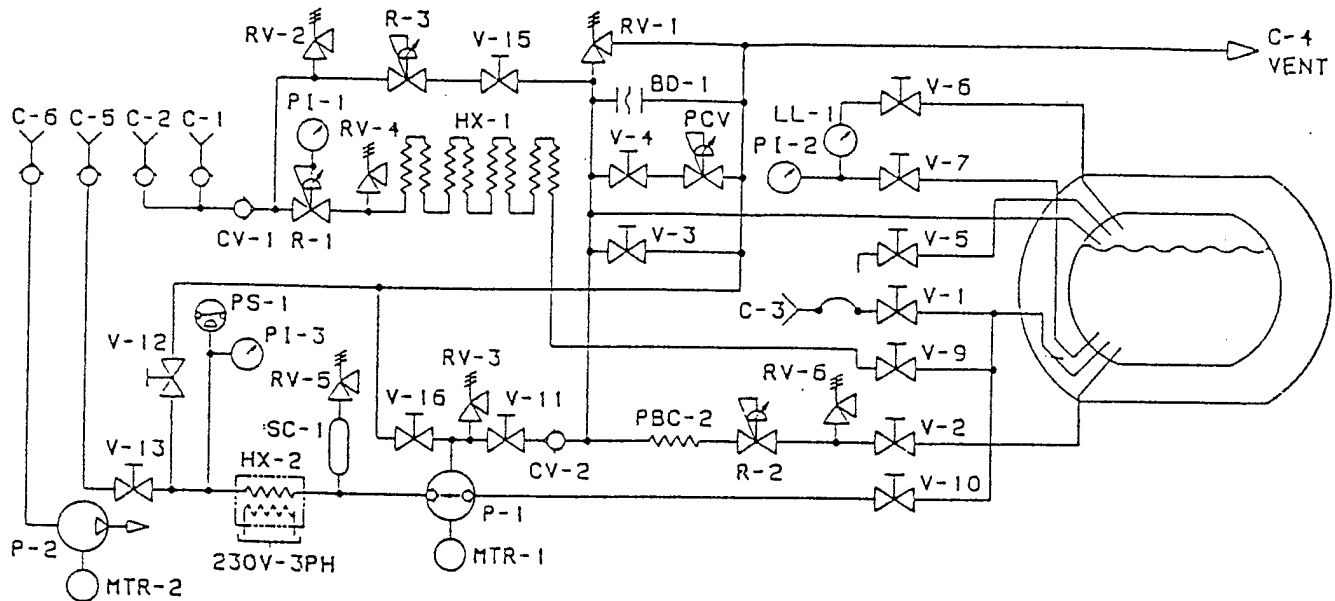 RV-2
R-3
V-15
RV-1
C-4
VENT
C-6
C-5
C-2
C-1
PI-1
RV-4
HX-1
BD-1
V-4
PCV
LL-1
PI-2
V-6
V-7
CV-1
R-1
V-3
V-5
PS-1
PI-3
C-3
V-1
V-12
RV-5
RV-3
V-16
V-11
V-9
RV-6
SC-1
PBC-2
V-2
V-13
HX-2
CV-2
R-2
V-10
P-1
P-2
230V-3PH
MTR-1
MTR-2